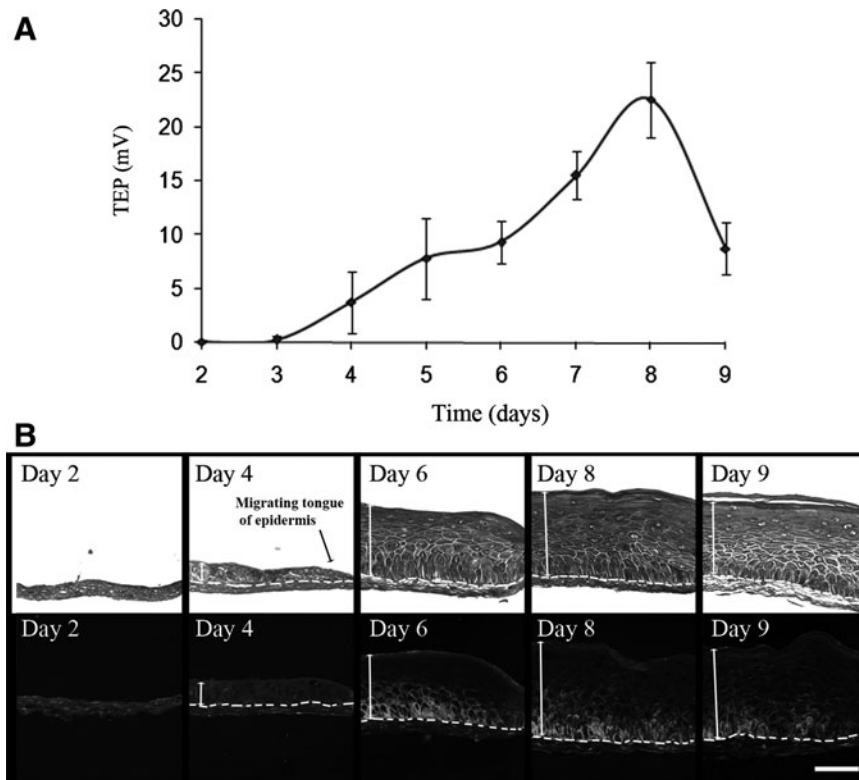 A
30
25
20
15
10
5
0
TEP (mV)
2 3 4 5 6 7 8 9
Time (days)
B
Day 2 Day 4 Day 6 Day 8 Day 9
Migrating tongue
of epidermis
Day 2 Day 4 Day 6 Day 8 Day 9